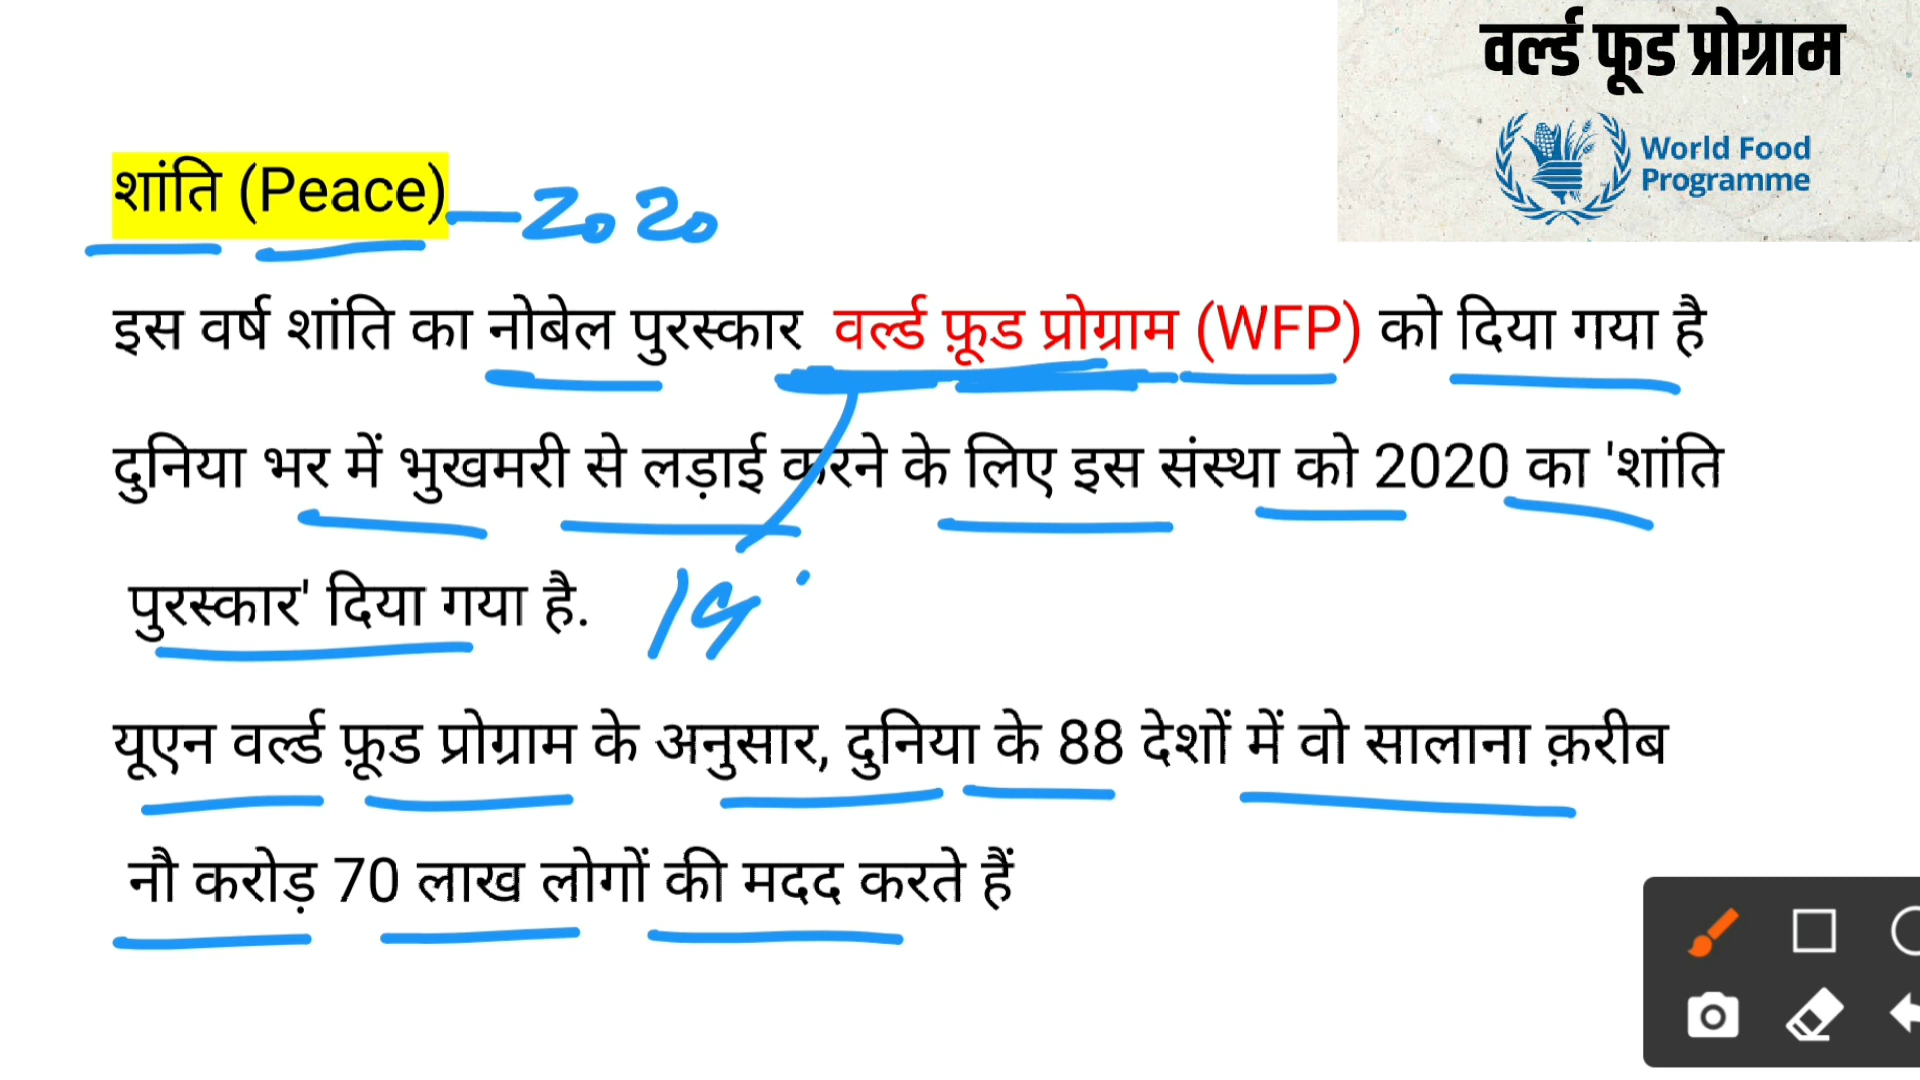 वर्ल्ड फूड प्रोग्राम
World Food
Programme
शांति (Peace) —2020
इस वर्ष शांति का नोबेल पुरस्कार वर्ल्ड फ़ूड प्रोग्राम (WFP) को दिया गया है
दुनिया भर में भुखमरी से लड़ाई करने के लिए इस संस्था को 2020 का 'शांति
पुरस्कार' दिया गया है.
यूएन वर्ल्ड फ़ूड प्रोग्राम के अनुसार, दुनिया के 88 देशों में वो सालाना क़रीब
नौ करोड़ 70 लाख लोगों की मदद करते हैं